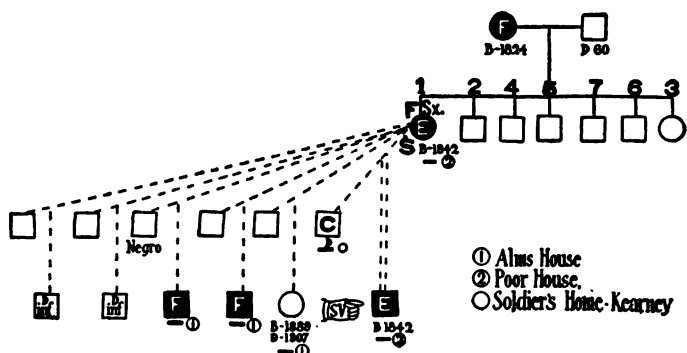 F
B-1824
D 60
1 2 4 5 7 6 3
F Sx.
E
S B-1842
— ②
C
Negro
D. inf.
D. inf.
F
— ①
F
— ①
B-1889
D-1907
— ①
E
B 1842
— ②
① Alms House
② Poor House.
◯ Soldier's Home-Kearney